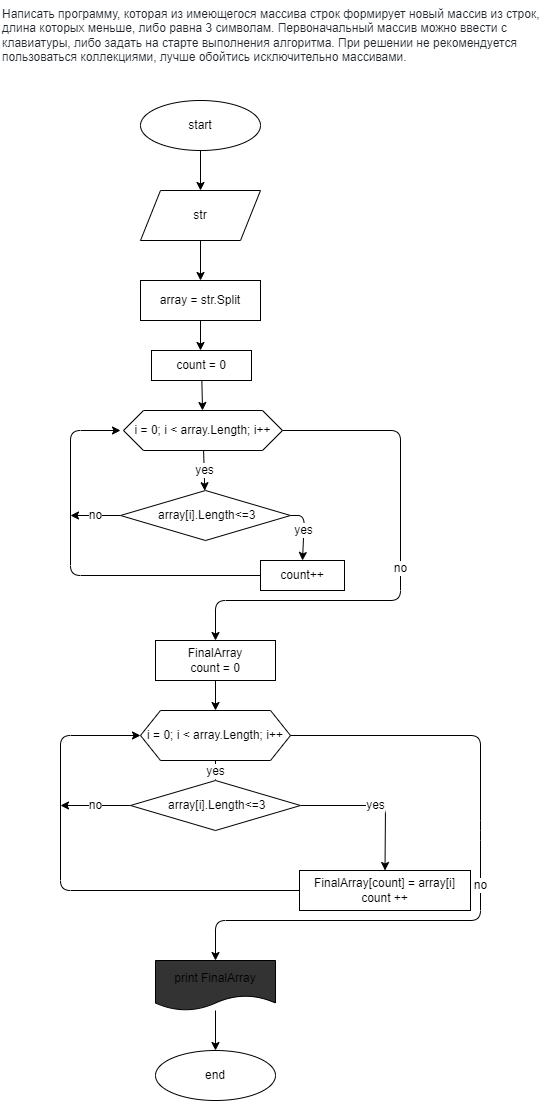 Написать программу, которая из имеющегося массива строк формирует новый массив из строк,
длина которых меньше, либо равна 3 символам. Первоначальный массив можно ввести с
клавиатуры, либо задать на старте выполнения алгоритма. При решении не рекомендуется
пользоваться коллекциями, лучше обойтись исключительно массивами.
start
str
array = str.Split
count = 0
i = 0; i < array.Length; i++
yes
no
array[i].Length<=3
yes
count++
no
FinalArray
count = 0
i = 0; i < array.Length; i++
yes
no
array[i].Length<=3
yes
FinalArray[count] = array[i]
count ++
no
print FinalArray
end